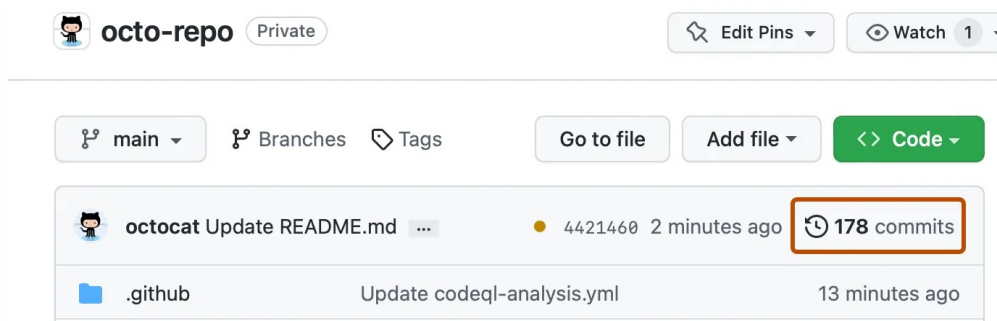 octo-repo Private Edit Pins Watch 1
main Branches Tags Go to file Add file <> Code
octocat Update README.md ... 4421460 2 minutes ago 178 commits
.github Update codeql-analysis.yml 13 minutes ago